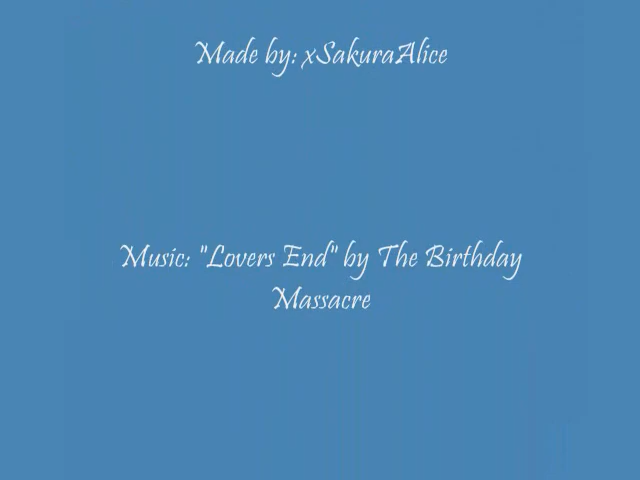 Made by: xSakuraAlice
Music: "Lovers End" by The Birthday
Massacre